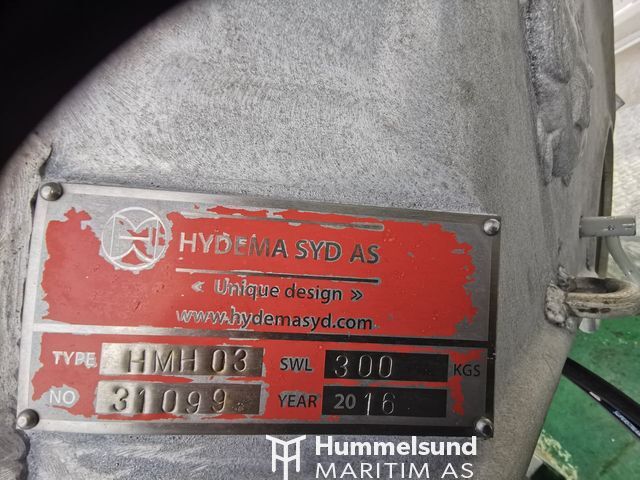 HYDEMA SYD AS
« Unique design »
www.hydemasyd.com
TYPE HMH 03 SWL 300 KGS
NO 31099 YEAR 2016
Hummelsund
MARITIM AS